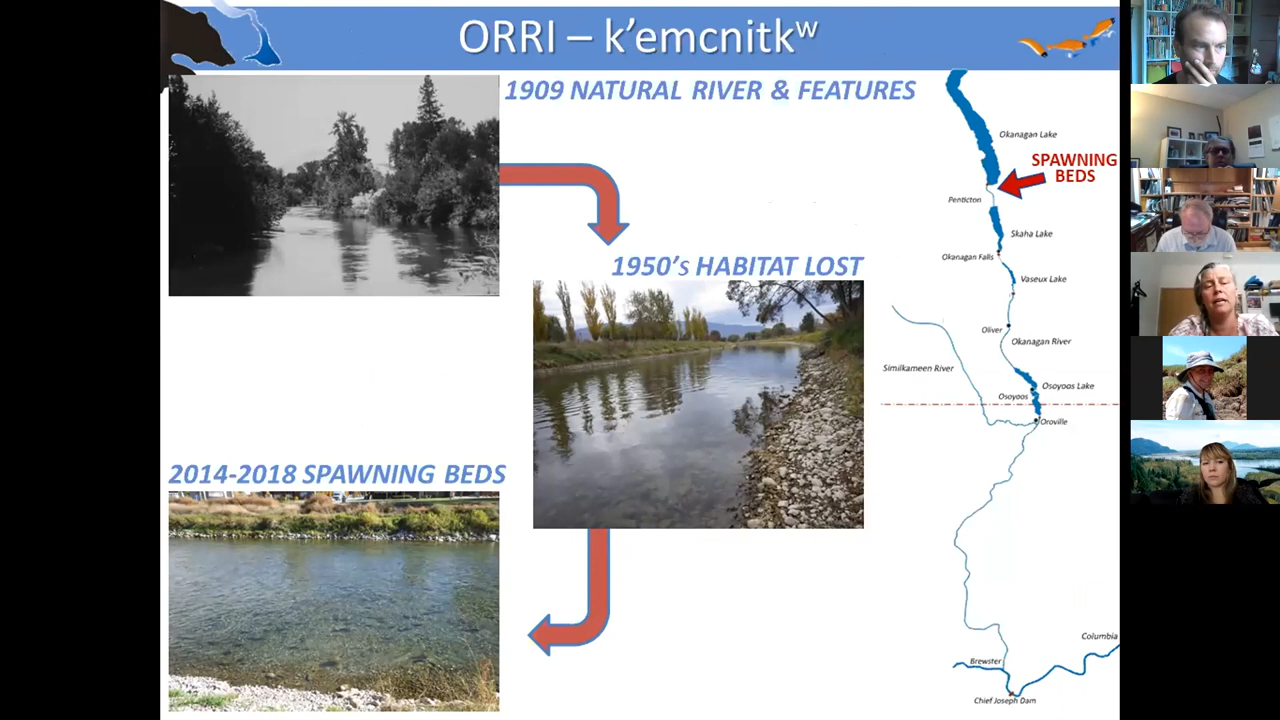 ORRI – k’emcnitkʷ
1909 NATURAL RIVER & FEATURES
Okanagan Lake
SPAWNING
BEDS
Penticton
Skaha Lake
Okanagan Falls
1950’s HABITAT LOST
Vaseux Lake
Oliver
Okanagan River
Similkameen River
Osoyoos Lake
Osoyoos
Oroville
2014-2018 SPAWNING BEDS
Columbia
Brewster
Chief Joseph Dam